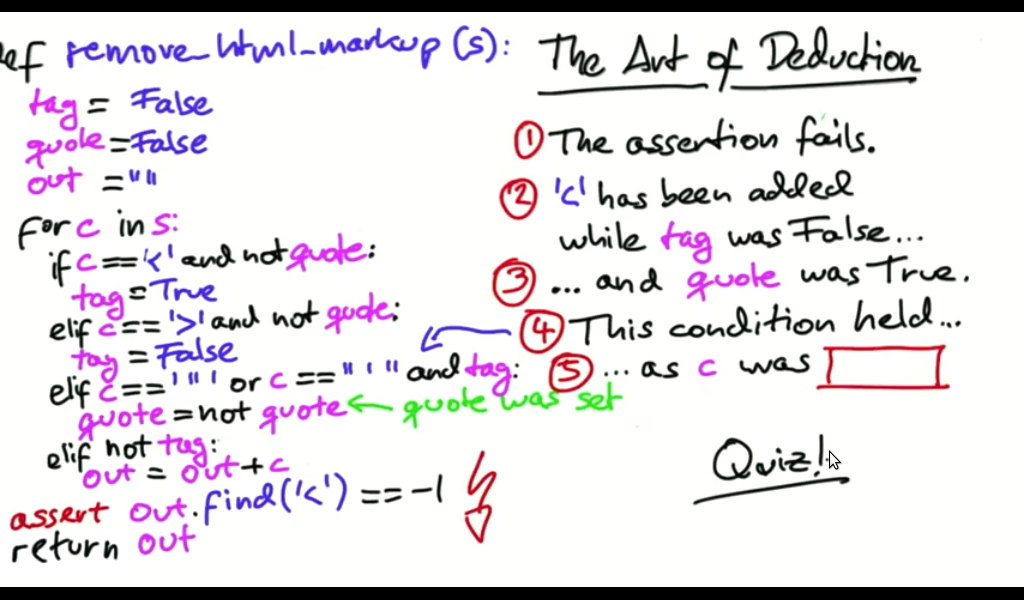 ef remove_html_markup (s):
tag = False
quote = False
out = ""
for c in s:
if c == '<' and not quote:
tag = True
elif c == '>' and not quote:
tag = False
elif c == '"' or c == "'" and tag:
quote = not quote ← quote was set
elif not tag:
out = out + c
assert out.find('<') == -1
return out
The Art of Deduction
① The assertion fails.
② '<' has been added
while tag was False...
③ ... and quote was True.
④ This condition held...
⑤ ... as c was
Quiz!